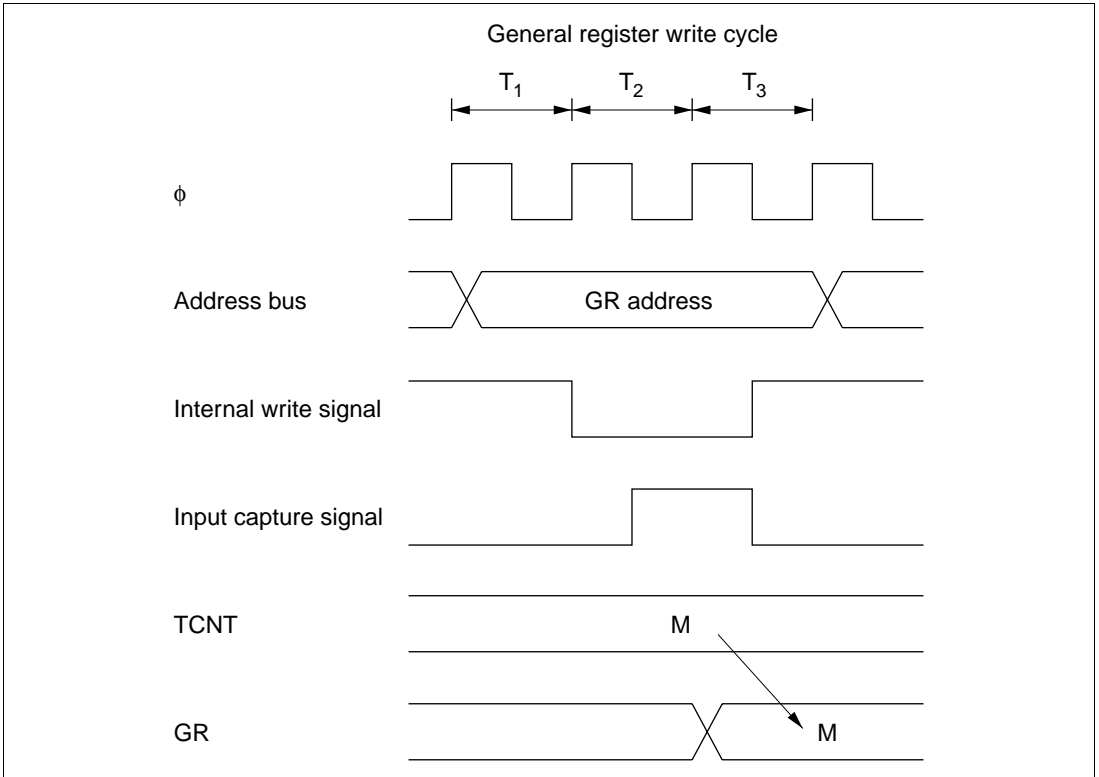 General register write cycle
T1 T2 T3
φ
Address bus
GR address
Internal write signal
Input capture signal
TCNT
M
GR
M